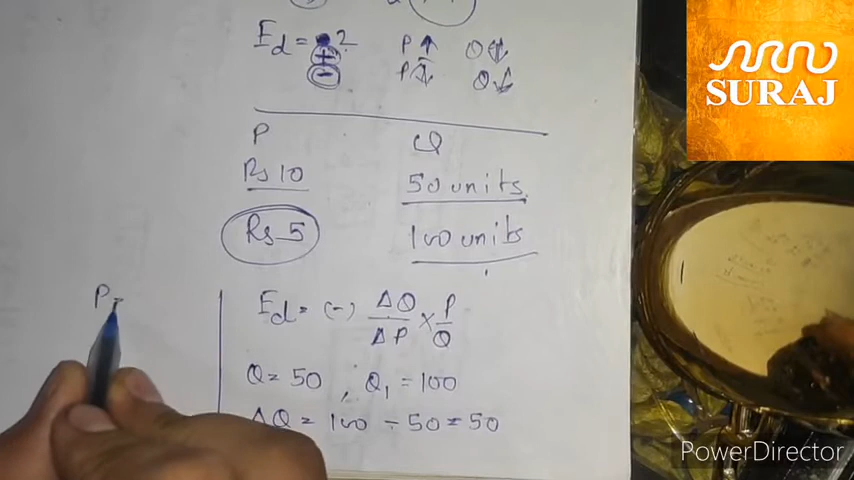 Ed = ?
+
-
P↑ Q↓
P Q
P Q
Rs 10 50 units
Rs 5 100 units
Ed = (-) ΔQ/ΔP × P/Q
Q = 50 , Q1 = 100
ΔQ = 100 - 50 = 50
P =
SURAJ
PowerDirector